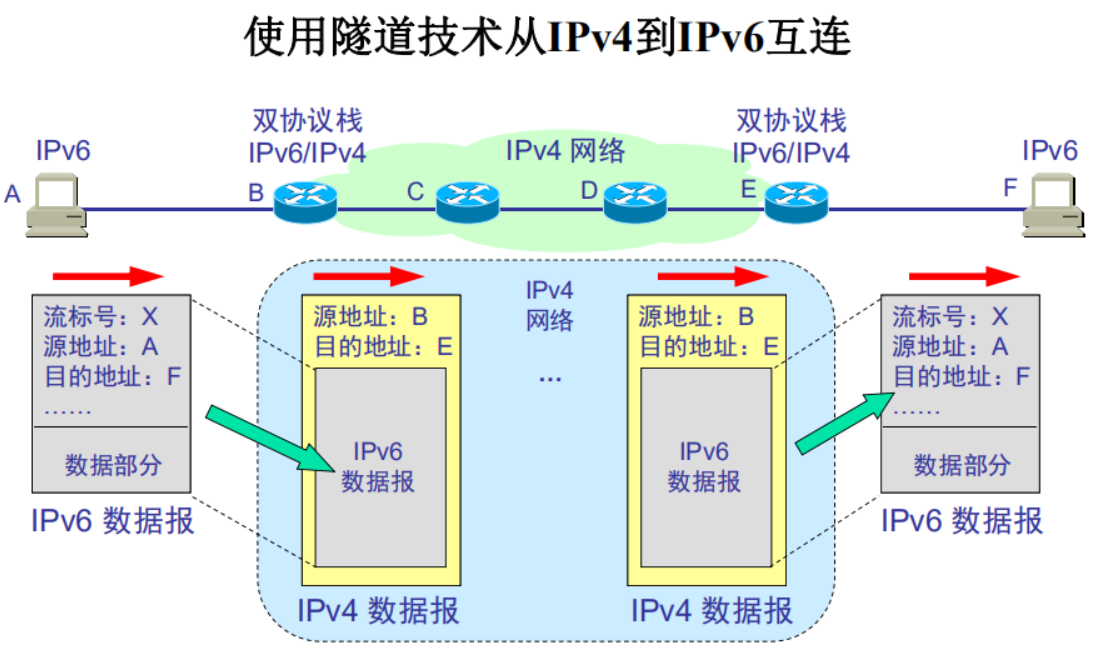 使用隧道技术从IPv4到IPv6互连
双协议栈
IPv6/IPv4
双协议栈
IPv6/IPv4
IPv6
IPv4 网络
IPv6
A
B
C
D
E
F
流标号：X
源地址：A
目的地址：F
……
数据部分
IPv6 数据报
源地址：B
目的地址：E
IPv6
数据报
IPv4 数据报
IPv4
网络
…
源地址：B
目的地址：E
IPv6
数据报
IPv4 数据报
流标号：X
源地址：A
目的地址：F
……
数据部分
IPv6 数据报